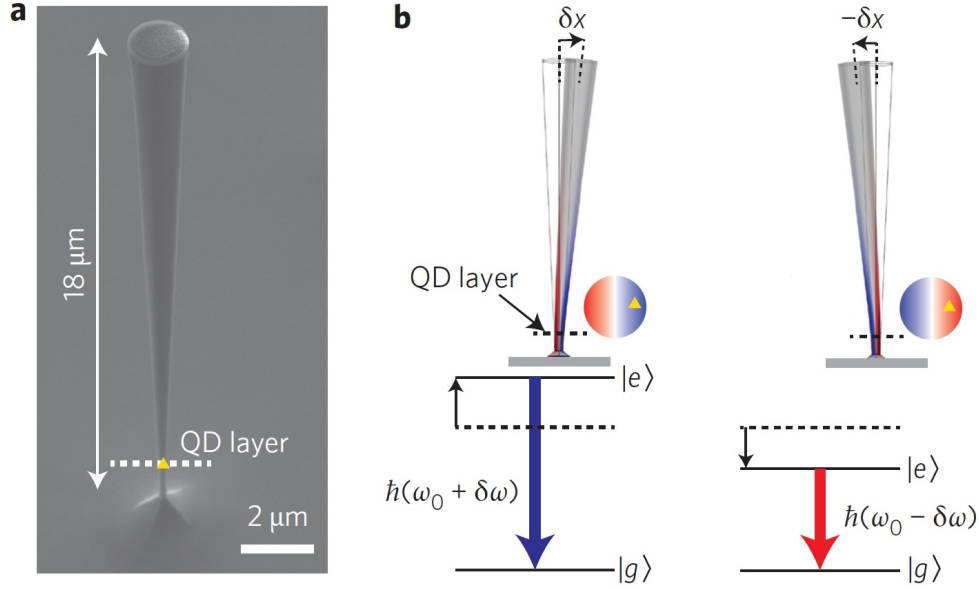 a
18 μm
QD layer
2 μm
b
δx
−δx
QD layer
|e⟩
ħ(ω₀ + δω)
|g⟩
|e⟩
ħ(ω₀ − δω)
|g⟩